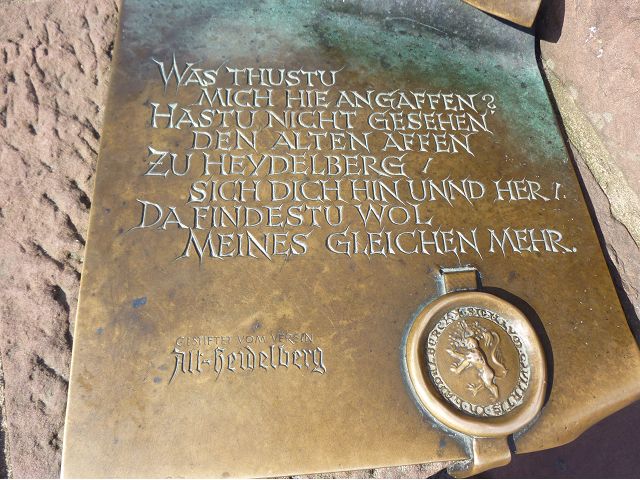 WAS THUSTU
MICH HIE ANGAFFEN?
HASTU NICHT GESEHEN
DEN ALTEN AFFEN
ZU HEYDELBERG /
SICH DICH HIN UNND HER /.
DA FINDESTU WOL
MEINES GLEICHEN MEHR.
GESTIFTET VOM VEREIN
Alt-Heidelberg